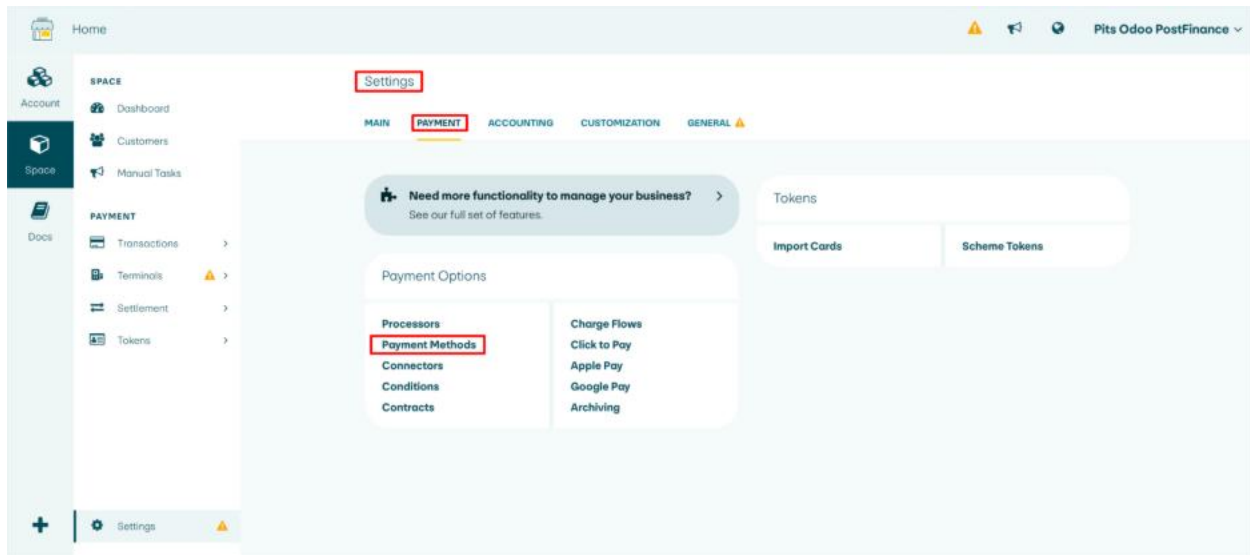 Home
Pits Odoo PostFinance
Account
Space
Docs
SPACE
Dashboard
Customers
Manual Tasks
PAYMENT
Transactions
Terminals
Settlement
Tokens
Settings
Settings
MAIN PAYMENT ACCOUNTING CUSTOMIZATION GENERAL
Need more functionality to manage your business?
See our full set of features.
Payment Options
Processors
Payment Methods
Connectors
Conditions
Contracts
Charge Flows
Click to Pay
Apple Pay
Google Pay
Archiving
Tokens
Import Cards
Scheme Tokens